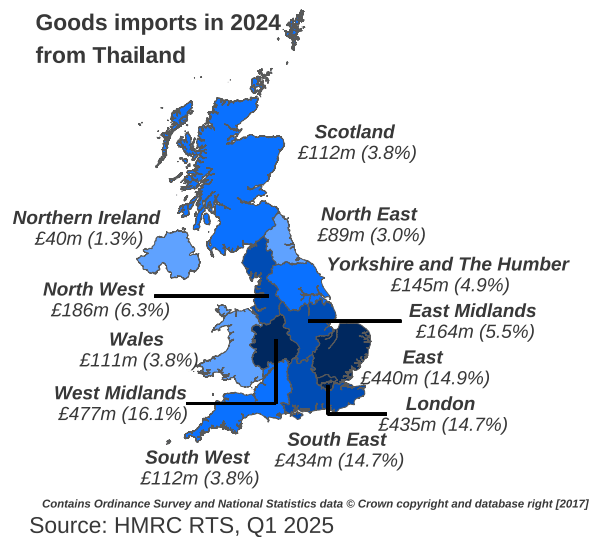 Goods imports in 2024
from Thailand
Scotland
£112m (3.8%)
Northern Ireland
£40m (1.3%)
North East
£89m (3.0%)
Yorkshire and The Humber
£145m (4.9%)
North West
£186m (6.3%)
East Midlands
£164m (5.5%)
Wales
£111m (3.8%)
East
£440m (14.9%)
West Midlands
£477m (16.1%)
London
£435m (14.7%)
South East
£434m (14.7%)
South West
£112m (3.8%)
Contains Ordnance Survey and National Statistics data © Crown copyright and database right [2017]
Source: HMRC RTS, Q1 2025